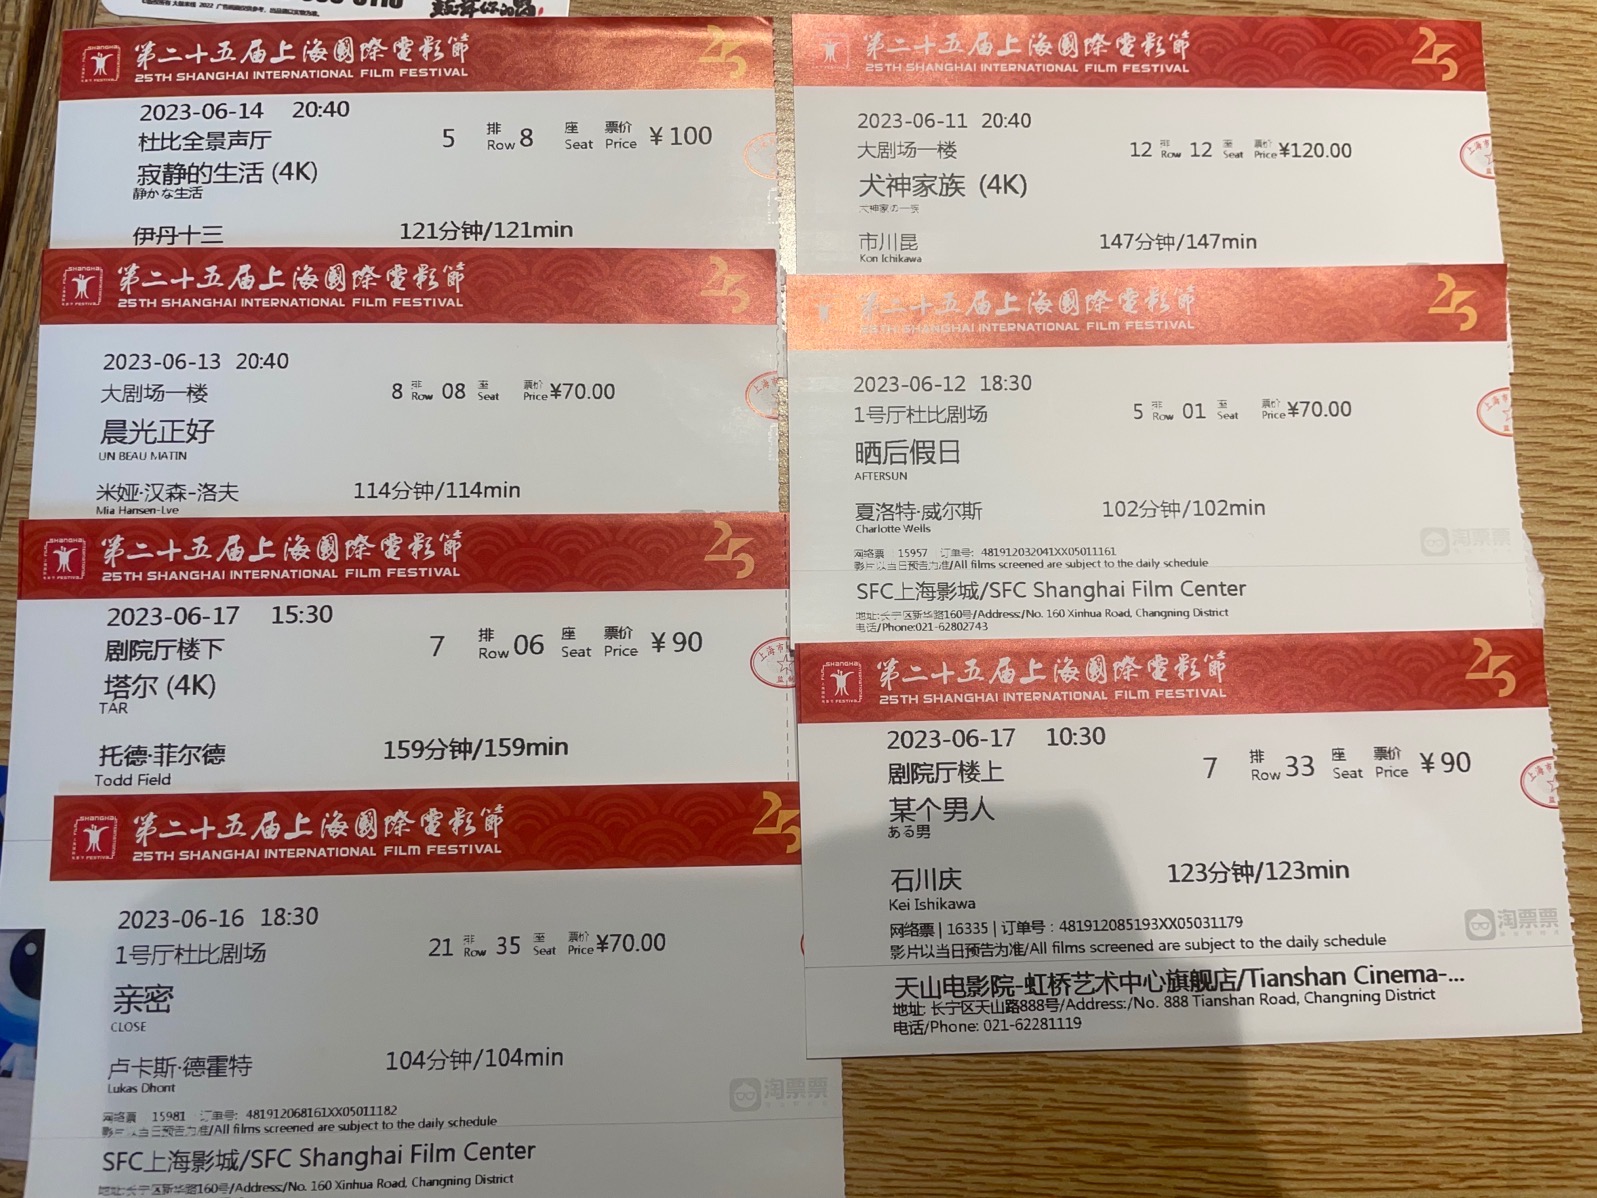 第二十五届上海國際電影節
25TH SHANGHAI INTERNATIONAL FILM FESTIVAL
25
2023-06-14 20:40
杜比全景声厅
5 排 Row 8 座 Seat 票价 Price ¥100
寂静的生活 (4K)
静かな生活
伊丹十三 121分钟/121min
第二十五届上海國際電影節
25TH SHANGHAI INTERNATIONAL FILM FESTIVAL
25
2023-06-13 20:40
大剧场一楼
8 排 Row 08 座 Seat 票价 Price ¥70.00
晨光正好
UN BEAU MATIN
米娅·汉森-洛夫 114分钟/114min
Mia Hansen-Lve
第二十五届上海國際電影節
25TH SHANGHAI INTERNATIONAL FILM FESTIVAL
25
2023-06-17 15:30
剧院厅楼下
7 排 Row 06 座 Seat 票价 Price ¥90
塔尔 (4K)
TAR
托德·菲尔德 159分钟/159min
Todd Field
第二十五届上海國際電影節
25TH SHANGHAI INTERNATIONAL FILM FESTIVAL
25
2023-06-16 18:30
1号厅杜比剧场
21 排 Row 35 座 Seat 票价 Price ¥70.00
亲密
CLOSE
卢卡斯·德霍特 104分钟/104min
Lukas Dhont
淘票票
网络票 15981 订单号: 481912068161XX05011182
影片以当日预告为准/All films screened are subject to the daily schedule
SFC上海影城/SFC Shanghai Film Center
地址:长宁区新华路160号/Address:/No. 160 Xinhua Road, Changning District
第二十五届上海國際電影節
25TH SHANGHAI INTERNATIONAL FILM FESTIVAL
25
2023-06-11 20:40
大剧场一楼
12 排 Row 12 座 Seat 票价 Price ¥120.00
犬神家族 (4K)
犬神家の一族
市川昆 147分钟/147min
Kon Ichikawa
第二十五届上海國際電影節
25TH SHANGHAI INTERNATIONAL FILM FESTIVAL
25
2023-06-12 18:30
1号厅杜比剧场
5 排 Row 01 座 Seat 票价 Price ¥70.00
晒后假日
AFTERSUN
夏洛特·威尔斯 102分钟/102min
Charlotte Wells
淘票票
网络票 15957 订单号: 481912032041XX05011161
影片以当日预告为准/All films screened are subject to the daily schedule
SFC上海影城/SFC Shanghai Film Center
地址:长宁区新华路160号/Address:/No. 160 Xinhua Road, Changning District
电话/Phone:021-62802743
第二十五届上海國際電影節
25TH SHANGHAI INTERNATIONAL FILM FESTIVAL
25
2023-06-17 10:30
剧院厅楼上
7 排 Row 33 座 Seat 票价 Price ¥90
某个男人
ある男
石川庆 123分钟/123min
Kei Ishikawa
淘票票
网络票 | 16335 | 订单号：481912085193XX05031179
影片以当日预告为准/All films screened are subject to the daily schedule
天山电影院-虹桥艺术中心旗舰店/Tianshan Cinema-...
地址: 长宁区天山路888号/Address:/No. 888 Tianshan Road, Changning District
电话/Phone: 021-62281119